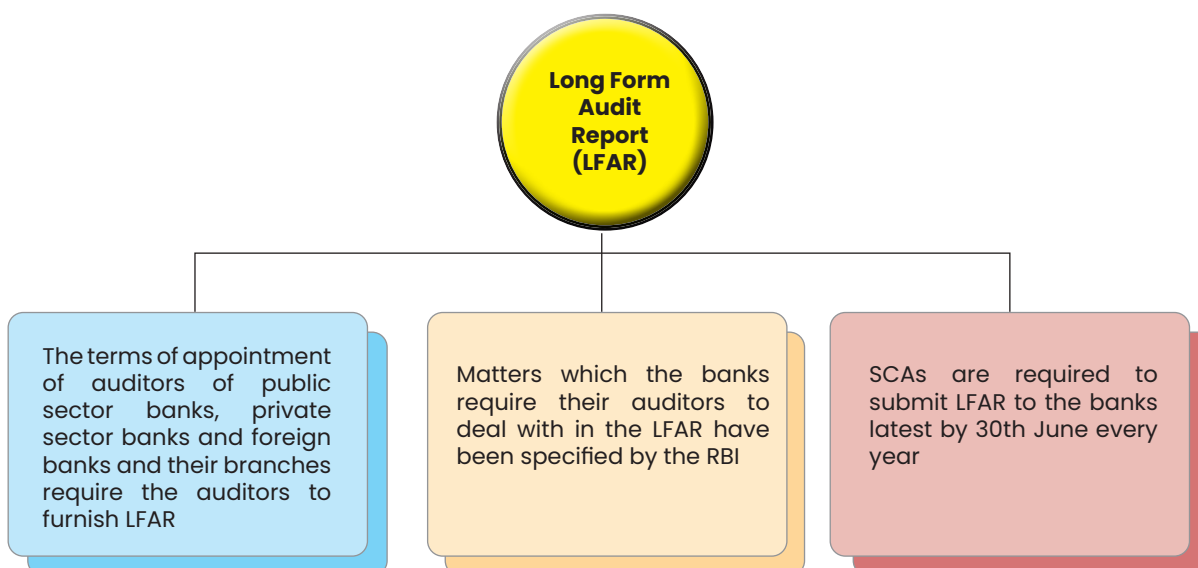 Long Form
Audit
Report
(LFAR)
The terms of appointment
of auditors of public
sector banks, private
sector banks and foreign
banks and their branches
require the auditors to
furnish LFAR
Matters which the banks
require their auditors to
deal with in the LFAR have
been specified by the RBI
SCAs are required to
submit LFAR to the banks
latest by 30th June every
year